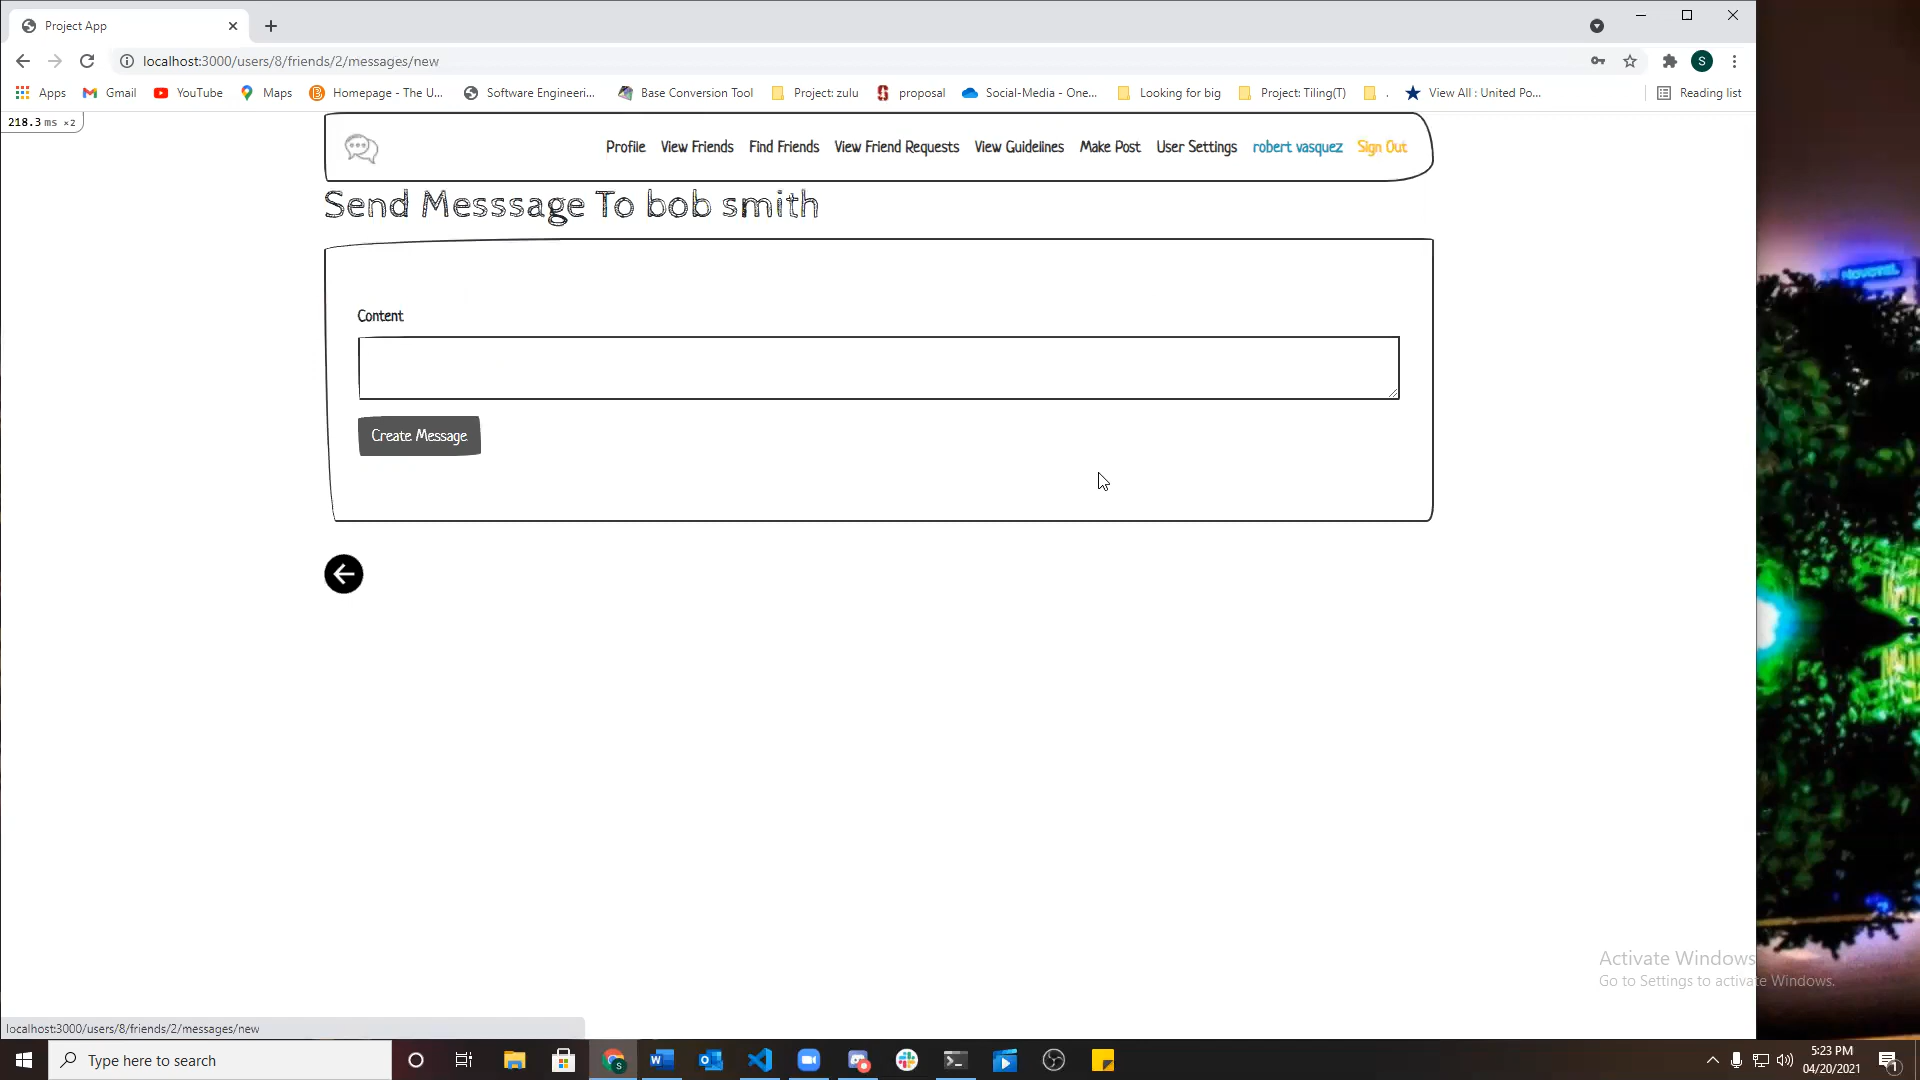 Project App
localhost:3000/users/8/friends/2/messages/new
S
Apps Gmail YouTube Maps Homepage - The U... Software Engineeri... Base Conversion Tool Project: zulu proposal Social-Media - One... Looking for big Project: Tiling(T) . View All : United Po... Reading list
218.3 ms ×2
Profile View Friends Find Friends View Friend Requests View Guidelines Make Post User Settings robert vasquez Sign Out
Send Messsage To bob smith
NOVOTEL
Content
Create Message
Activate Windows
Go to Settings to activate Windows.
localhost:3000/users/8/friends/2/messages/new
Type here to search
5:23 PM
04/20/2021
1